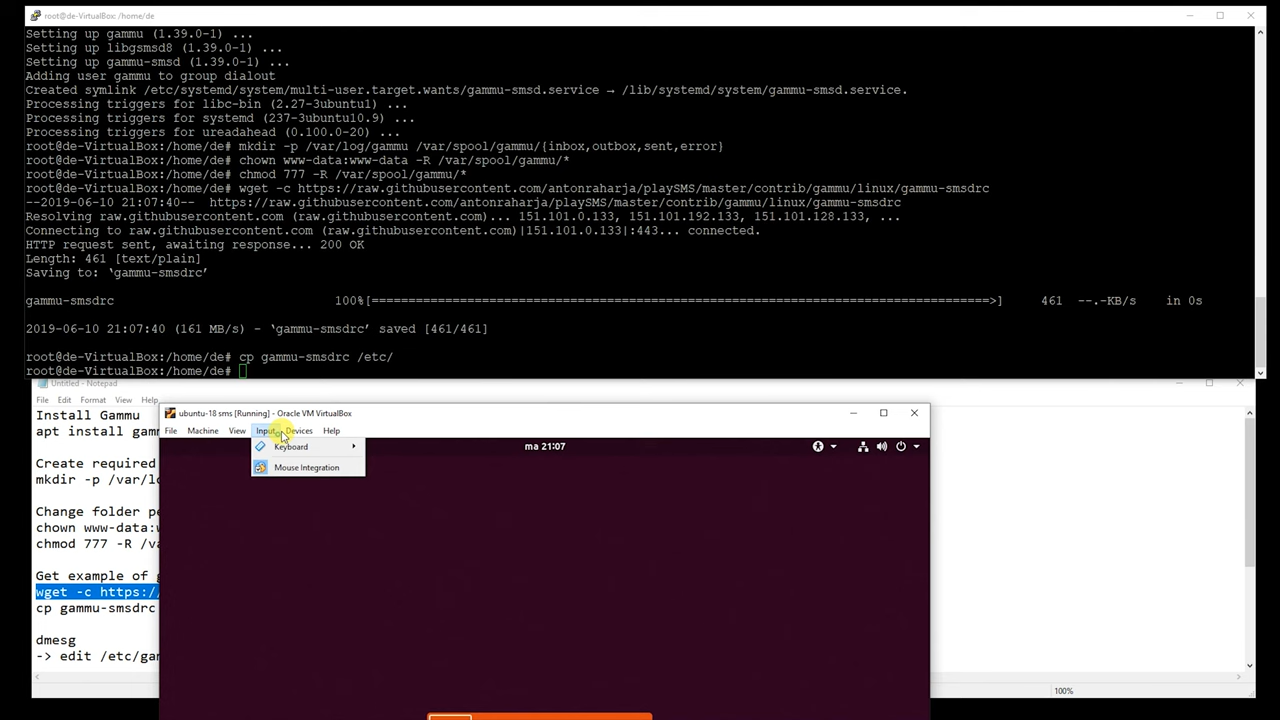 root@de-VirtualBox: /home/de
Setting up gammu (1.39.0-1) ...
Setting up libgsmsd8 (1.39.0-1) ...
Setting up gammu-smsd (1.39.0-1) ...
Adding user gammu to group dialout
Created symlink /etc/systemd/system/multi-user.target.wants/gammu-smsd.service → /lib/systemd/system/gammu-smsd.service.
Processing triggers for libc-bin (2.27-3ubuntu1) ...
Processing triggers for systemd (237-3ubuntu10.9) ...
Processing triggers for ureadahead (0.100.0-20) ...
root@de-VirtualBox:/home/de# mkdir -p /var/log/gammu /var/spool/gammu/{inbox,outbox,sent,error}
root@de-VirtualBox:/home/de# chown www-data:www-data -R /var/spool/gammu/*
root@de-VirtualBox:/home/de# chmod 777 -R /var/spool/gammu/*
root@de-VirtualBox:/home/de# wget -c https://raw.githubusercontent.com/antonraharja/playSMS/master/contrib/gammu/linux/gammu-smsdrc
--2019-06-10 21:07:40--  https://raw.githubusercontent.com/antonraharja/playSMS/master/contrib/gammu/linux/gammu-smsdrc
Resolving raw.githubusercontent.com (raw.githubusercontent.com)... 151.101.0.133, 151.101.192.133, 151.101.128.133, ...
Connecting to raw.githubusercontent.com (raw.githubusercontent.com)|151.101.0.133|:443... connected.
HTTP request sent, awaiting response... 200 OK
Length: 461 [text/plain]
Saving to: ‘gammu-smsdrc’
gammu-smsdrc 100%[===================================================================================>] 461 --.-KB/s in 0s
2019-06-10 21:07:40 (161 MB/s) - ‘gammu-smsdrc’ saved [461/461]
root@de-VirtualBox:/home/de# cp gammu-smsdrc /etc/
root@de-VirtualBox:/home/de#
Untitled - Notepad
File Edit Format View Help
Install Gammu
apt install gamm
Create required
mkdir -p /var/lo
Change folder pe
chown www-data:w
chmod 777 -R /va
Get example of g
wget -c https:/
cp gammu-smsdrc
dmesg
-> edit /etc/gam
100%
ubuntu-18 sms [Running] - Oracle VM VirtualBox
File Machine View Input Devices Help
Keyboard
Mouse Integration
ma 21:07